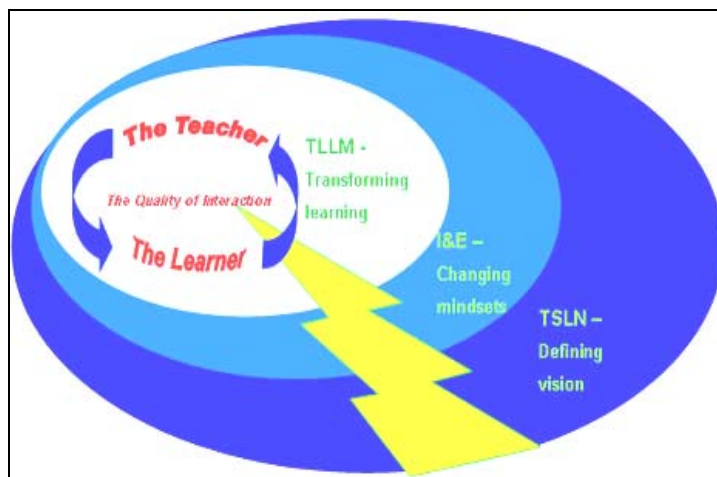 The Teacher
The Quality of Interaction
The Learner
TLLM -
Transforming
learning
I&E –
Changing
mindsets
TSLN –
Defining
vision